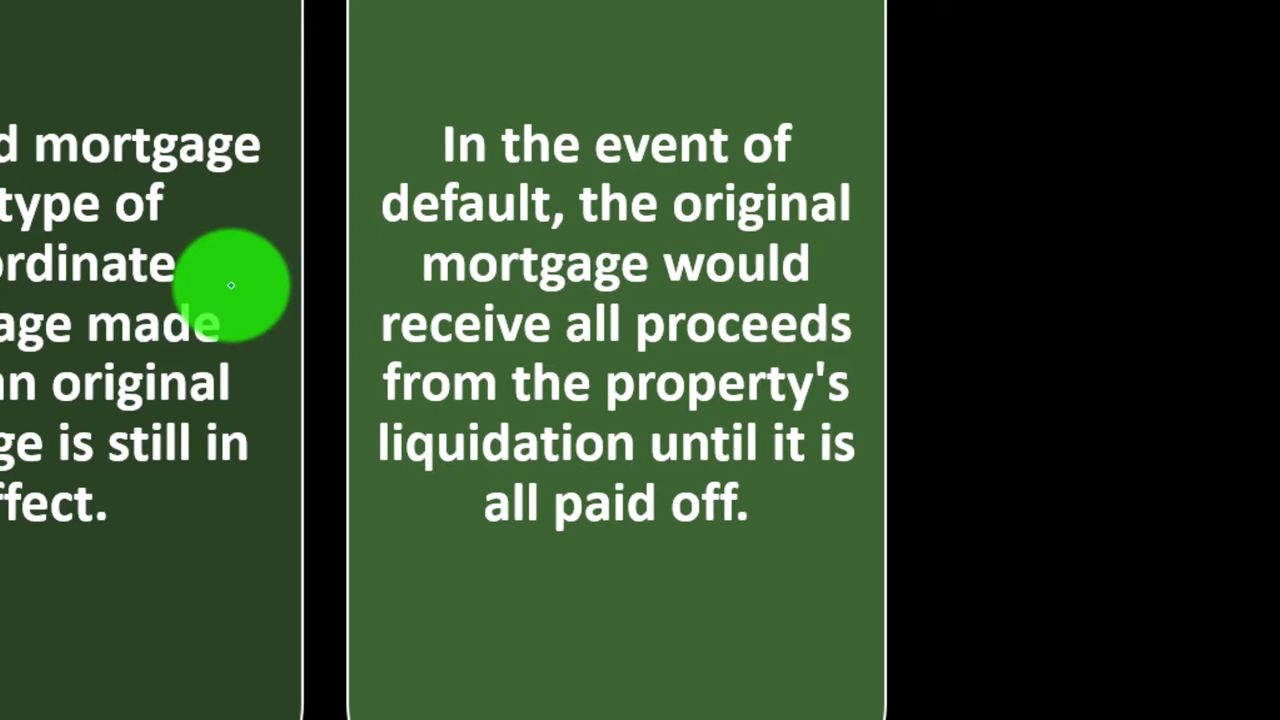 d mortgage
type of
ordinate
age made
an original
ge is still in
ffect.
In the event of
default, the original
mortgage would
receive all proceeds
from the property's
liquidation until it is
all paid off.